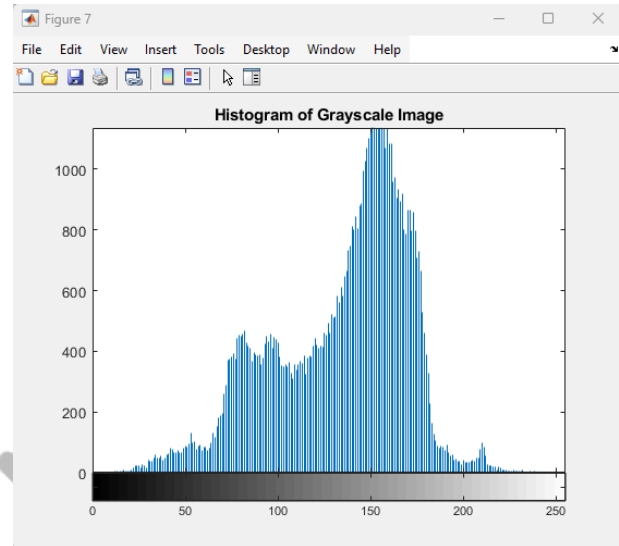 Figure 7
File Edit View Insert Tools Desktop Window Help
Histogram of Grayscale Image
1000
800
600
400
200
0
0 50 100 150 200 250